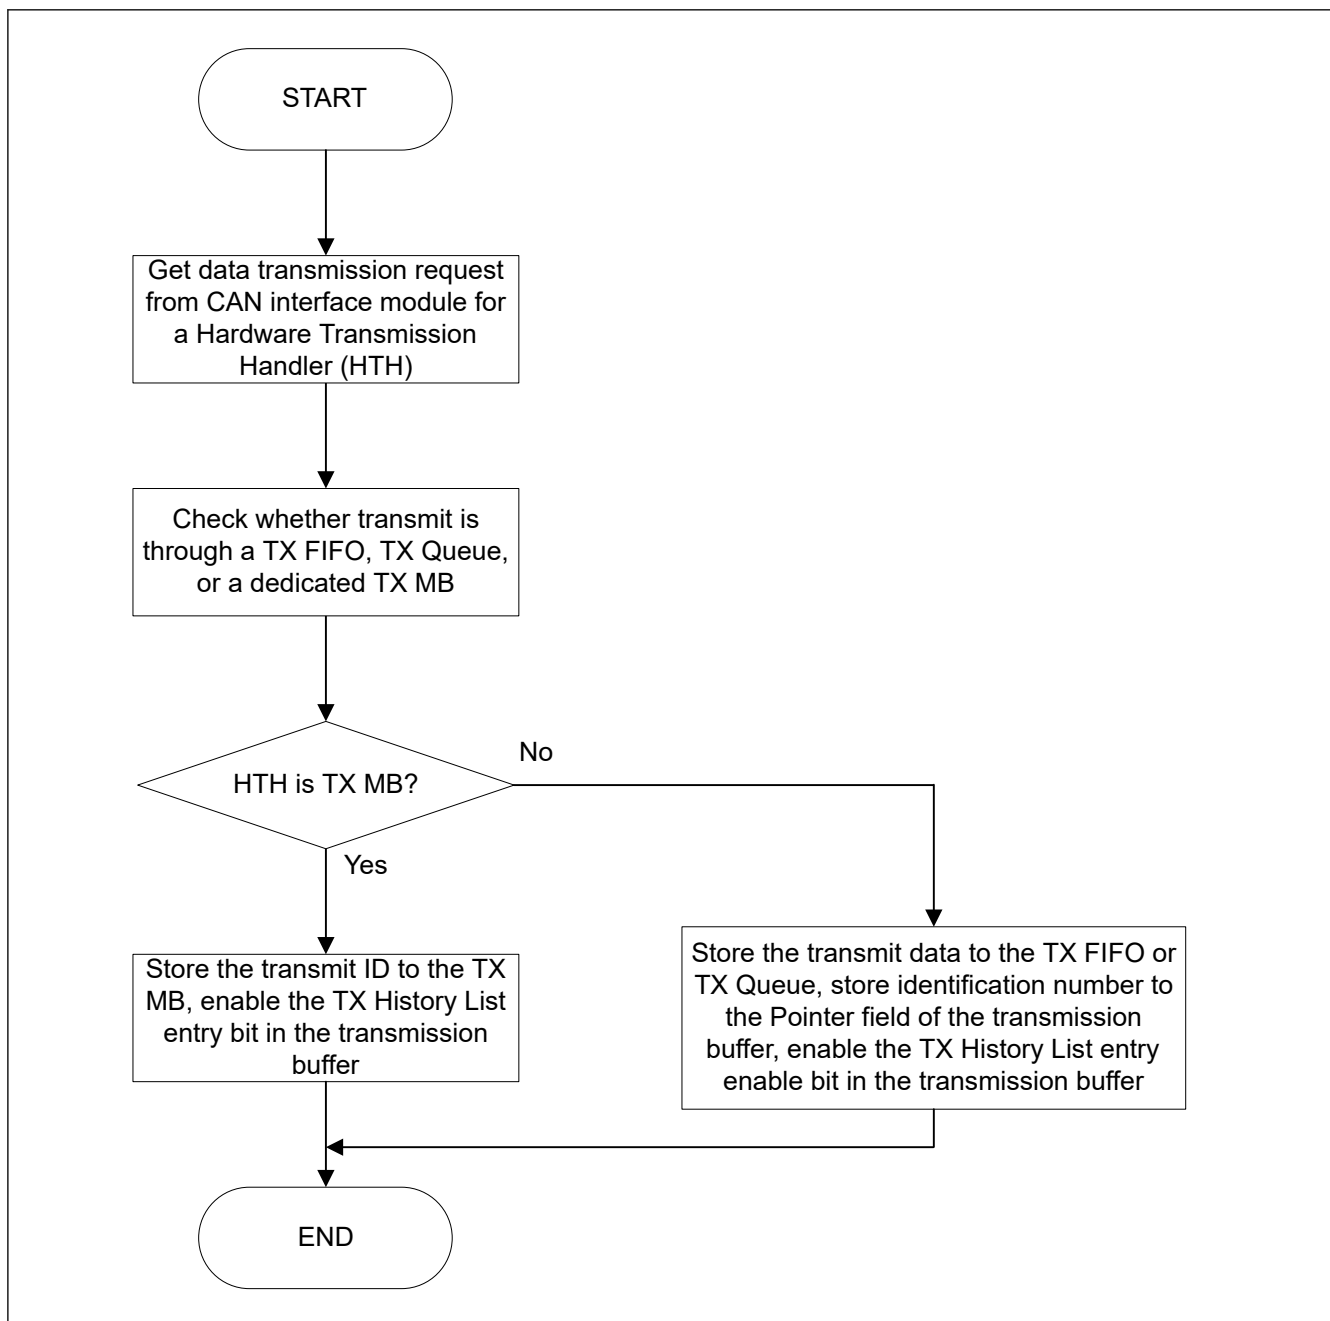 START
Get data transmission request
from CAN interface module for
a Hardware Transmission
Handler (HTH)
Check whether transmit is
through a TX FIFO, TX Queue,
or a dedicated TX MB
HTH is TX MB?
No
Yes
Store the transmit ID to the TX
MB, enable the TX History List
entry bit in the transmission
buffer
Store the transmit data to the TX FIFO or
TX Queue, store identification number to
the Pointer field of the transmission
buffer, enable the TX History List entry
enable bit in the transmission buffer
END